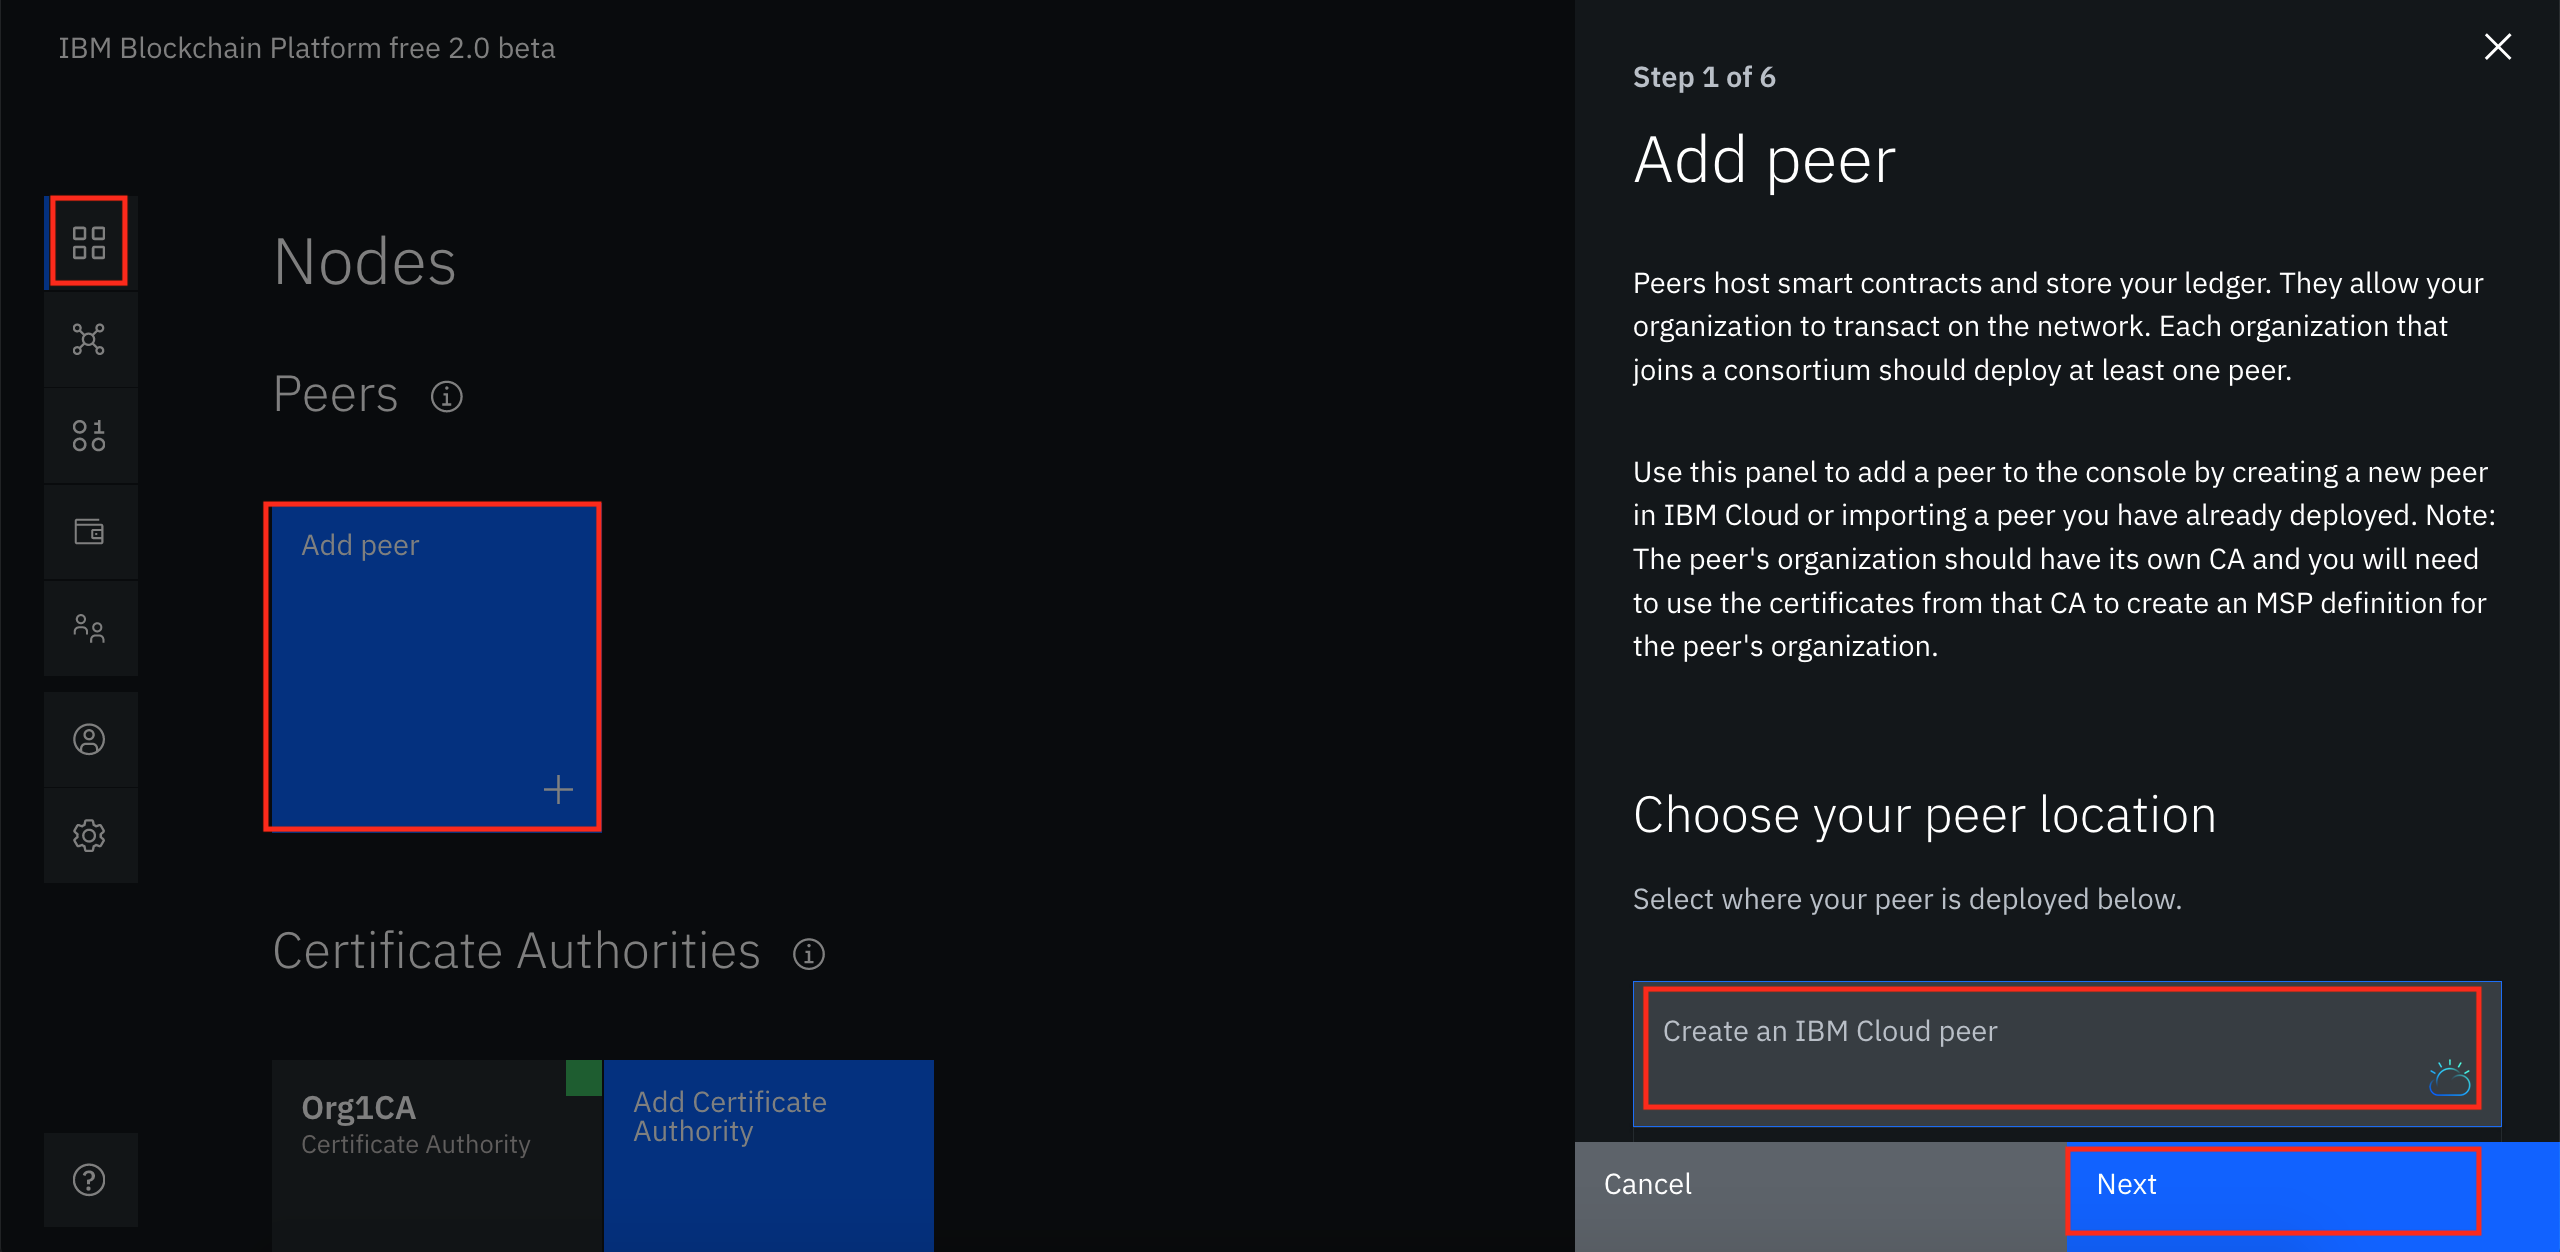 IBM Blockchain Platform free 2.0 beta
Nodes
Peers
Add peer
Certificate Authorities
Org1CA
Certificate Authority
Add Certificate
Authority
Step 1 of 6
Add peer
Peers host smart contracts and store your ledger. They allow your
organization to transact on the network. Each organization that
joins a consortium should deploy at least one peer.
Use this panel to add a peer to the console by creating a new peer
in IBM Cloud or importing a peer you have already deployed. Note:
The peer's organization should have its own CA and you will need
to use the certificates from that CA to create an MSP definition for
the peer's organization.
Choose your peer location
Select where your peer is deployed below.
Create an IBM Cloud peer
Cancel
Next